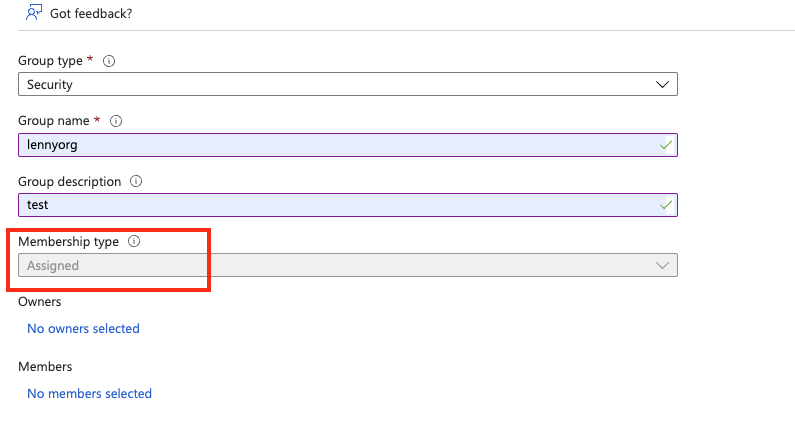 Got feedback?
Group type *
Security
Group name *
lennyorg
Group description
test
Membership type
Assigned
Owners
No owners selected
Members
No members selected